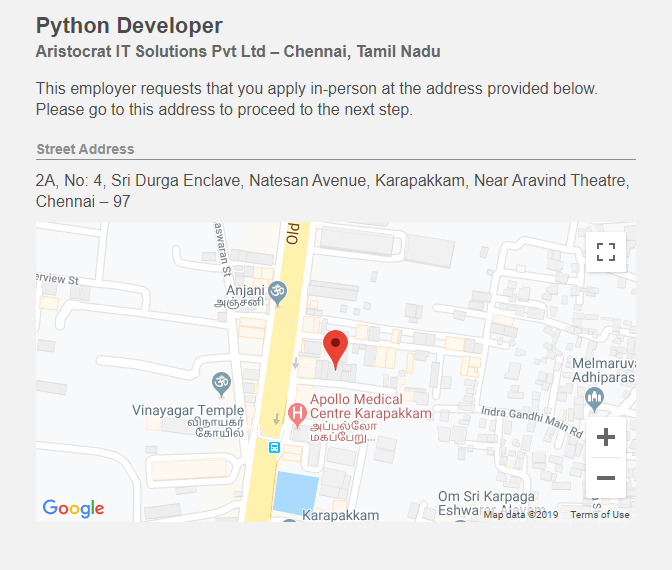 Python Developer
Aristocrat IT Solutions Pvt Ltd – Chennai, Tamil Nadu
This employer requests that you apply in-person at the address provided below.
Please go to this address to proceed to the next step.
Street Address
2A, No: 4, Sri Durga Enclave, Natesan Avenue, Karapakkam, Near Aravind Theatre,
Chennai – 97
aswaran St
Old
erview St
Anjani
அஞ்சனி
Melmaruva
Adhiparas
Apollo Medical
Centre Karapakkam
அப்பல்லோ
மகப்பேறு...
Vinayagar Temple
விநாயகர்
கோயில்
Indra Gandhi Main Rd
Om Sri Karpaga
Eshwarar Alayam
Karapakkam
Google
Map data ©2019 Terms of Use